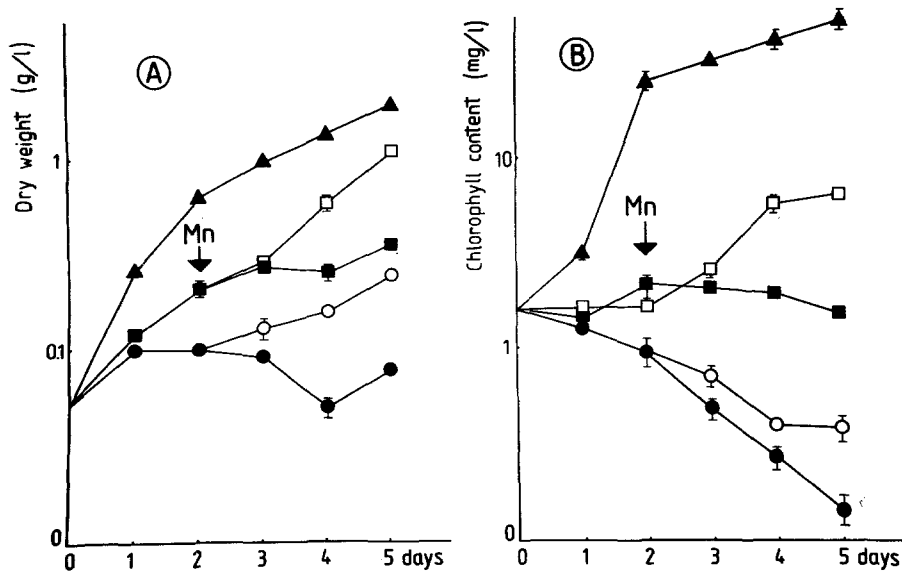 A
Dry weight (g/l)
1
0.1
0
Mn
0 1 2 3 4 5 days
B
Chlorophyll content (mg/l)
10
1
0
Mn
0 1 2 3 4 5 days